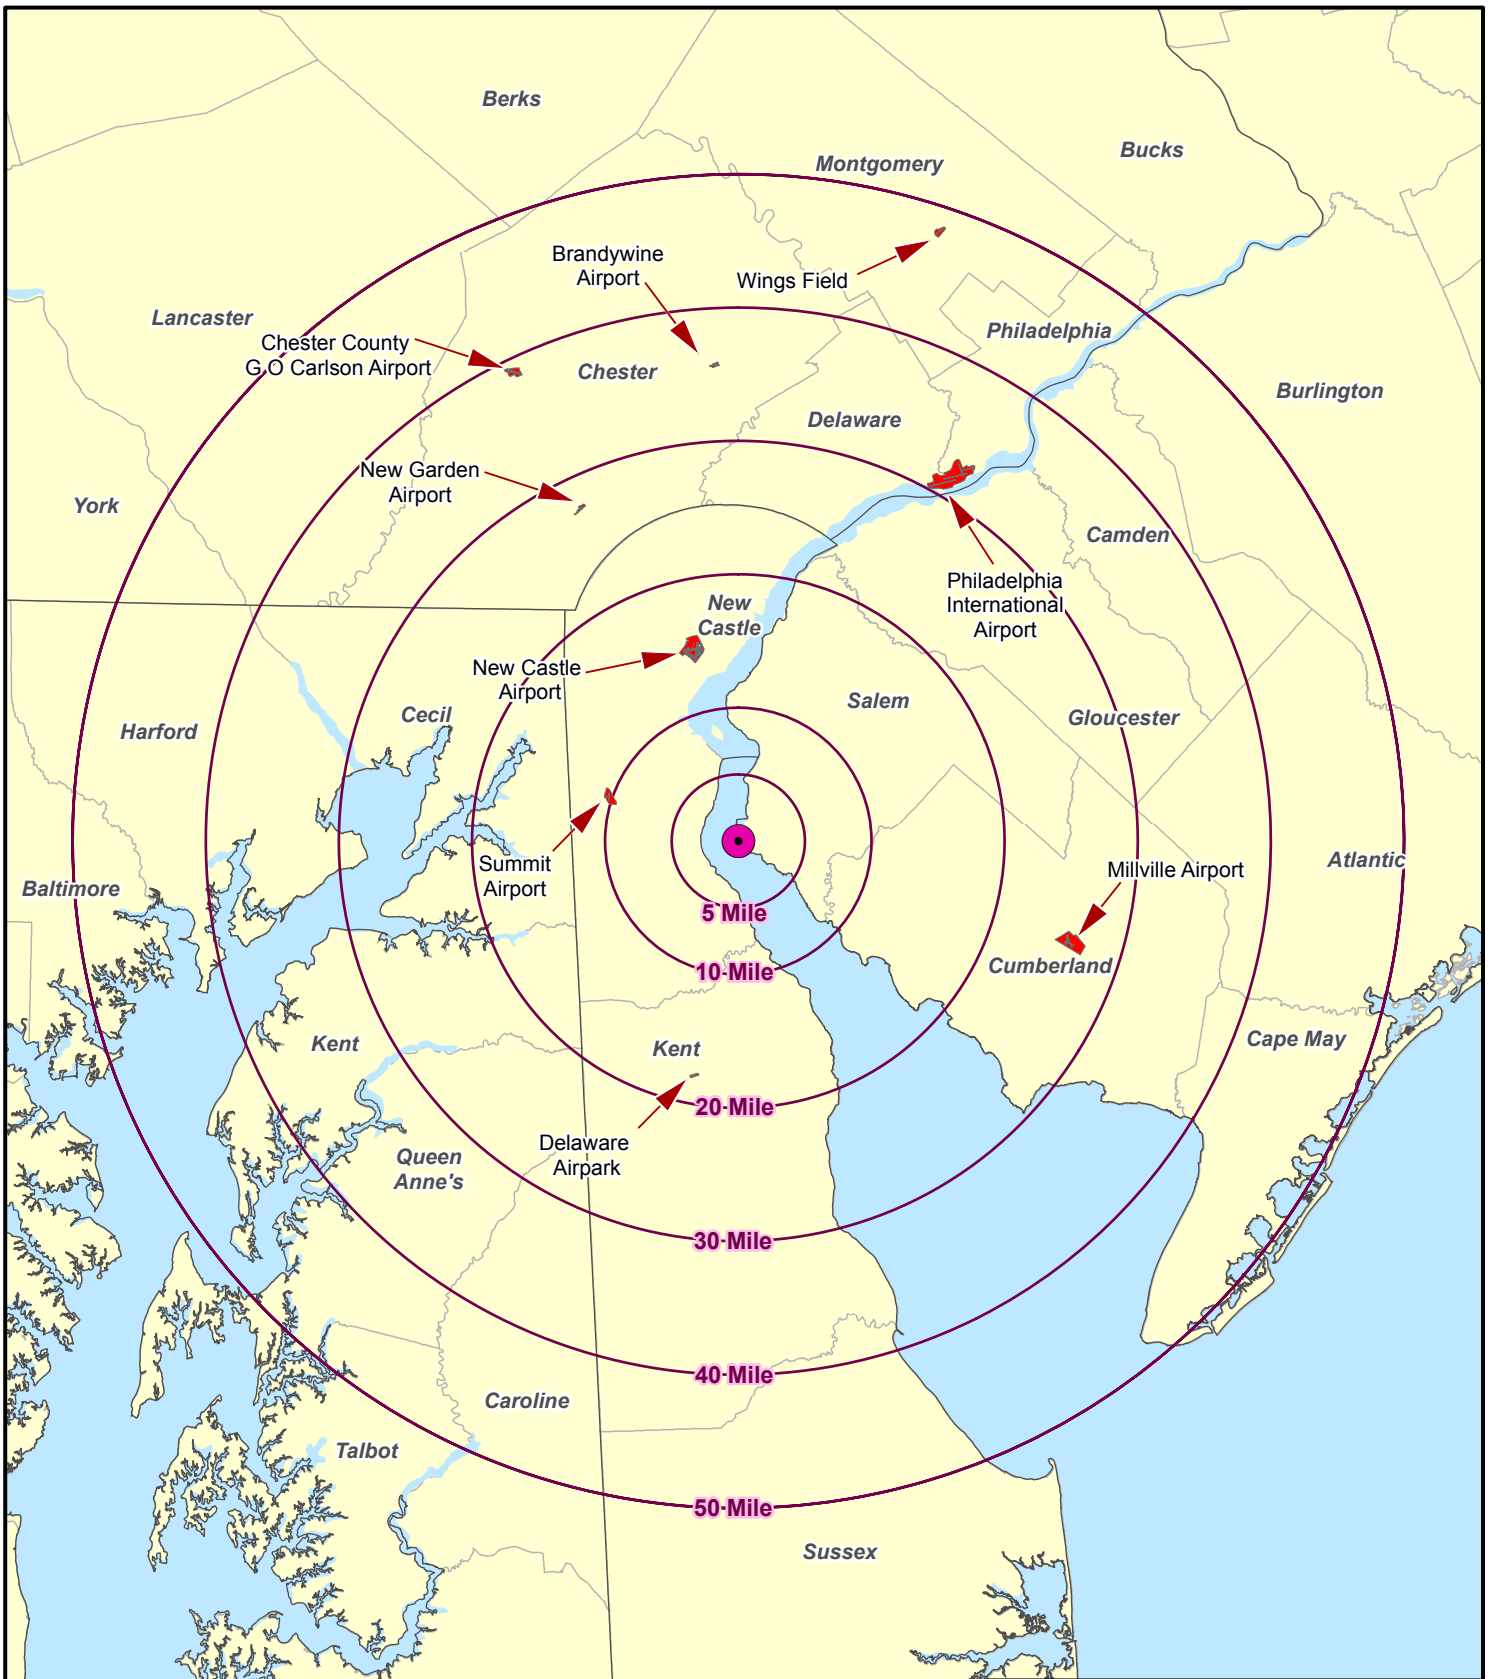 Berks
Bucks
Montgomery
Brandywine
Airport
Wings Field
Lancaster
Philadelphia
Chester County
G O Carlson Airport
Chester
Burlington
Delaware
New Garden
Airport
York
Camden
Philadelphia
International
Airport
New
Castle
New Castle
Airport
Salem
Cecil
Gloucester
Harford
Summit
Airport
Millville Airport
Atlantic
Baltimore
5 Mile
10-Mile
Cumberland
Kent
Kent
Cape May
20-Mile
Delaware
Airpark
Queen
Anne's
30-Mile
40-Mile
Caroline
Talbot
50-Mile
Sussex